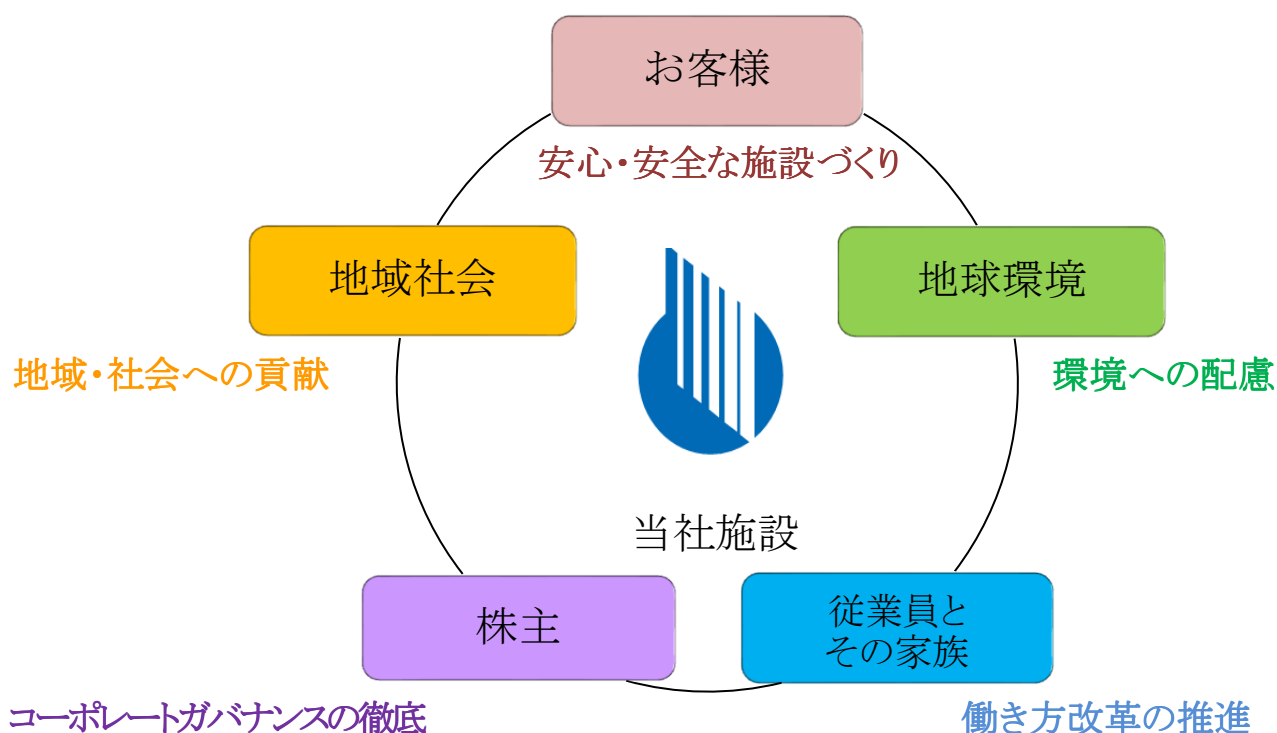 お客様
安心・安全な施設づくり
地域社会
地球環境
地域・社会への貢献
環境への配慮
当社施設
株主
従業員と
その家族
コーポレートガバナンスの徹底
働き方改革の推進